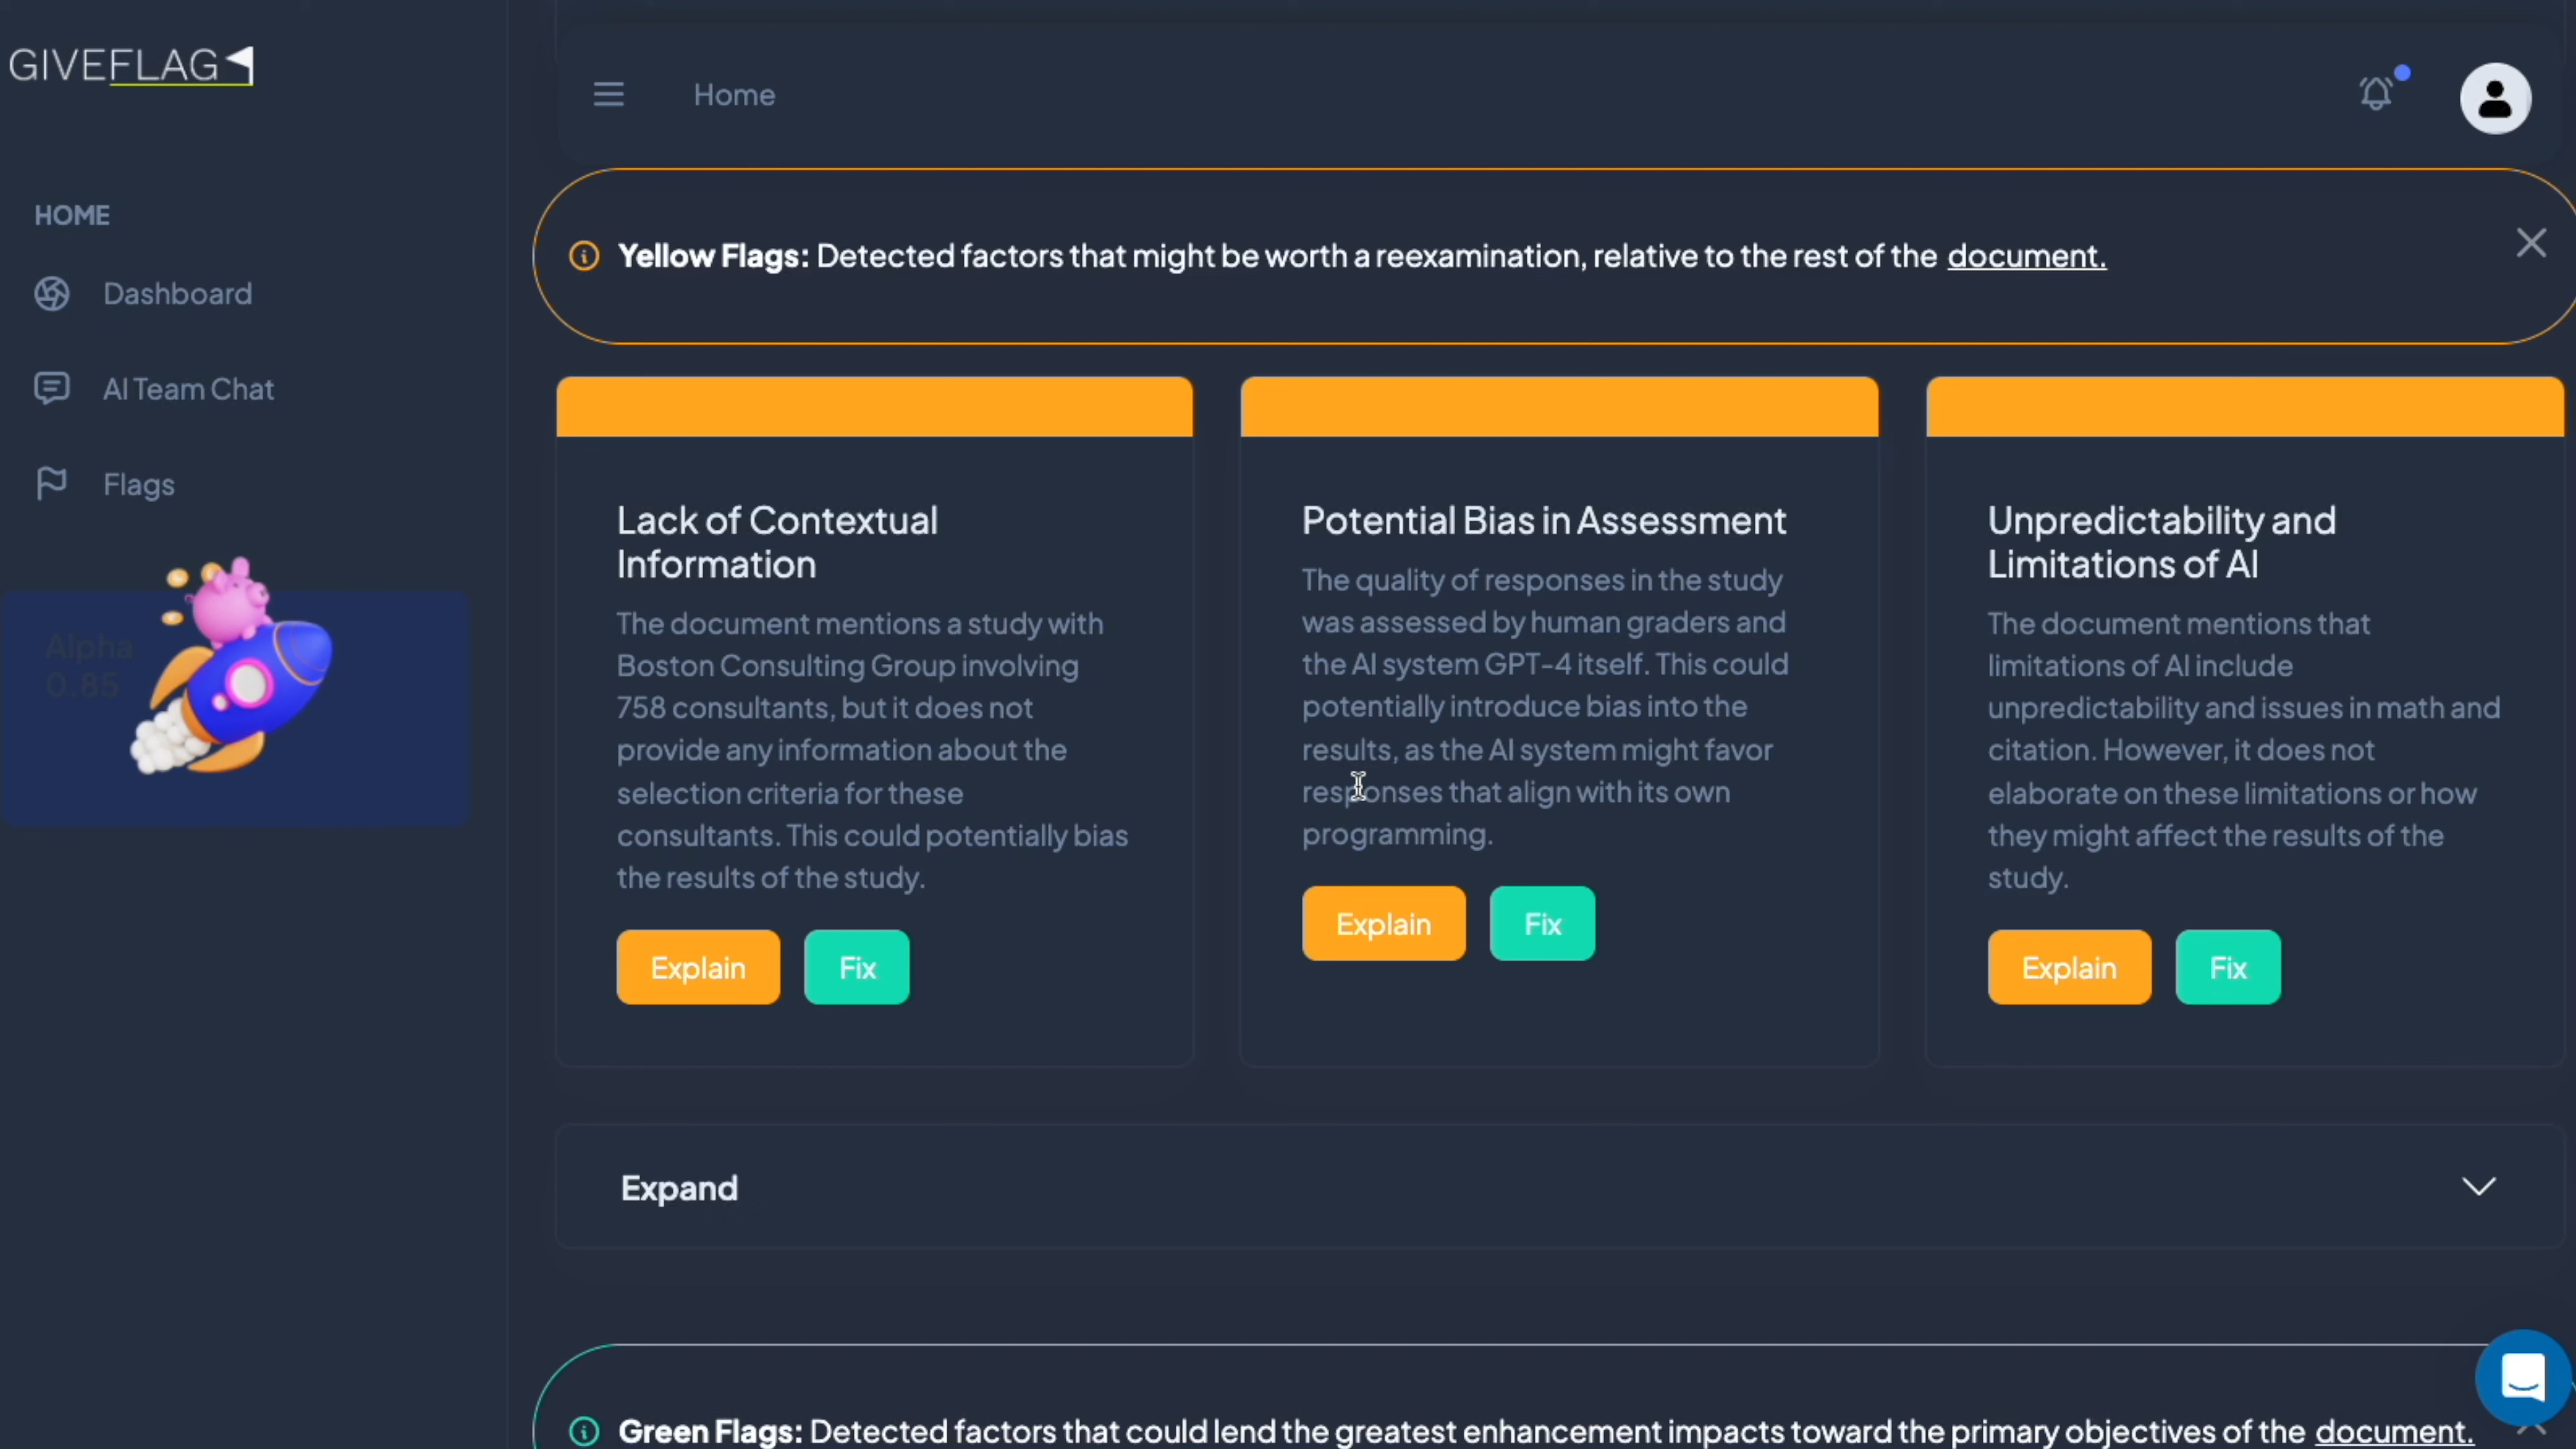 GIVEFLAG
Home
HOME
Dashboard
AI Team Chat
Flags
Alpha
0.85
Yellow Flags: Detected factors that might be worth a reexamination, relative to the rest of the document.
Lack of Contextual
Information
The document mentions a study with
Boston Consulting Group involving
758 consultants, but it does not
provide any information about the
selection criteria for these
consultants. This could potentially bias
the results of the study.
Explain
Fix
Potential Bias in Assessment
The quality of responses in the study
was assessed by human graders and
the AI system GPT-4 itself. This could
potentially introduce bias into the
results, as the AI system might favor
responses that align with its own
programming.
Explain
Fix
Unpredictability and
Limitations of AI
The document mentions that
limitations of AI include
unpredictability and issues in math and
citation. However, it does not
elaborate on these limitations or how
they might affect the results of the
study.
Explain
Fix
Expand
Green Flags: Detected factors that could lend the greatest enhancement impacts toward the primary objectives of the document.